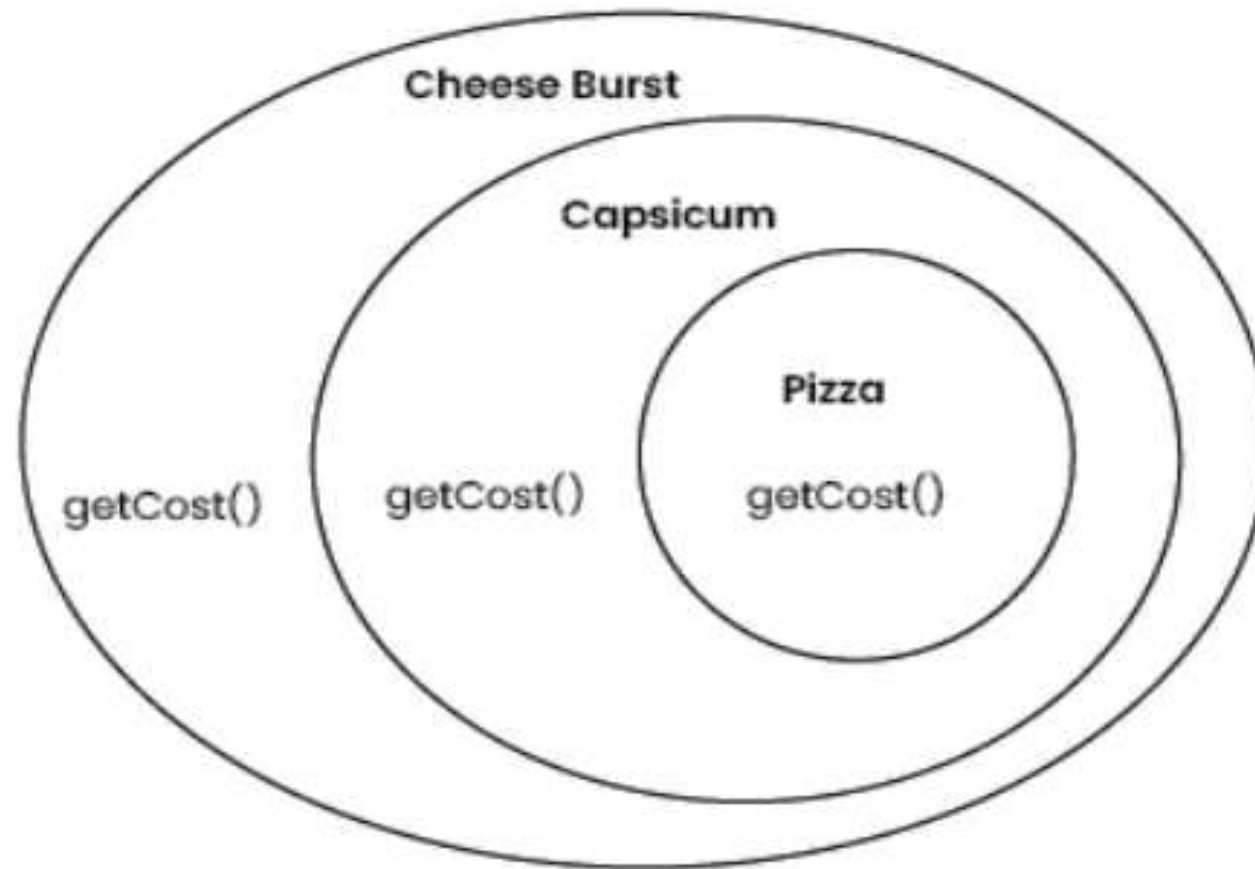 Cheese Burst
Capsicum
Pizza
getCost()
getCost()
getCost()